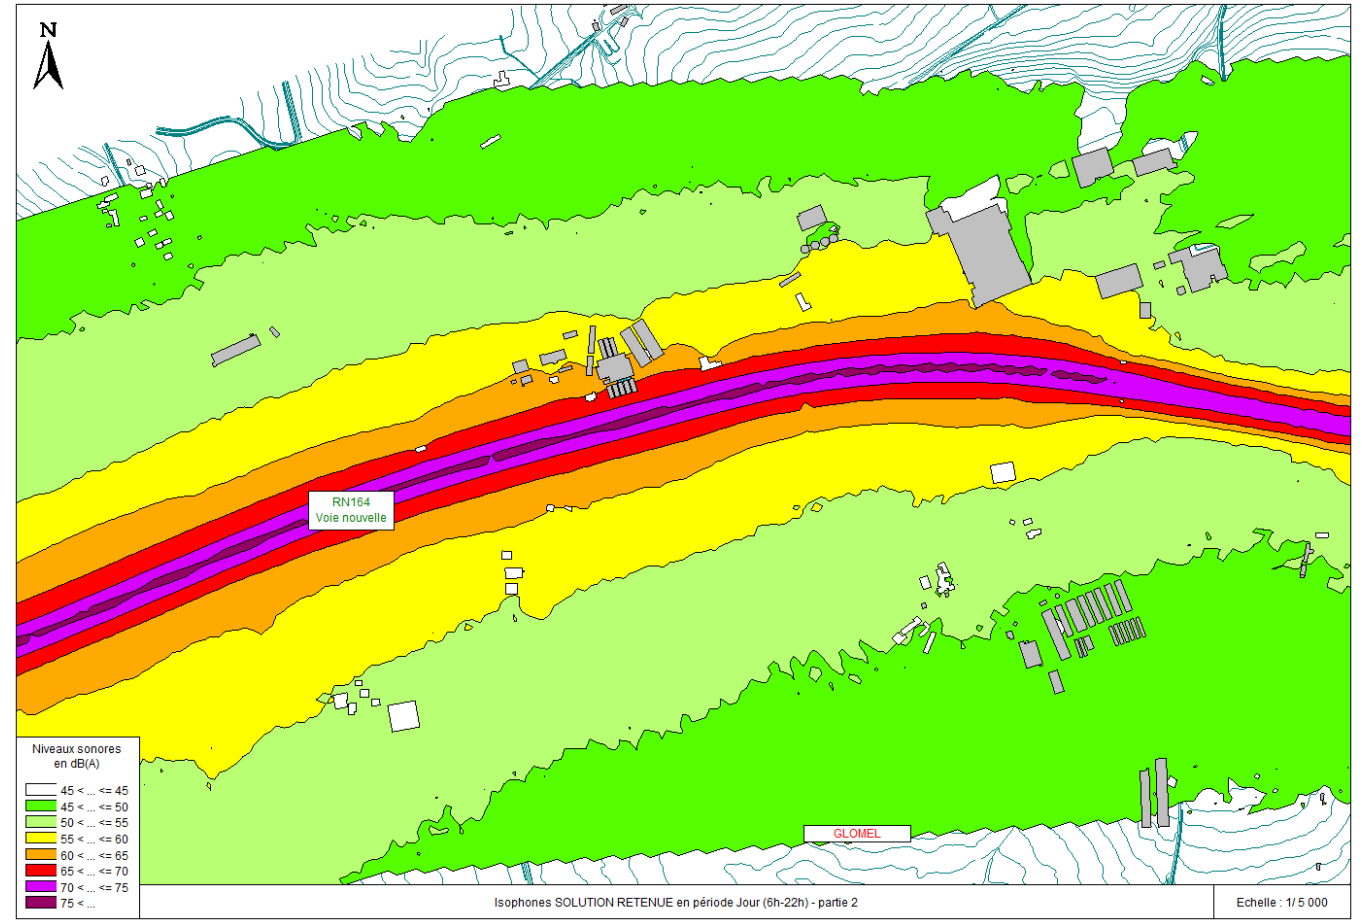 N
RN164
Voie nouvelle
Niveaux sonores
en dB(A)
45 < ... <= 45
45 < ... <= 50
50 < ... <= 55
55 < ... <= 60
60 < ... <= 65
65 < ... <= 70
70 < ... <= 75
75 < ...
GLOMEL
Isophones SOLUTION RETENUE en période Jour (6h-22h) - partie 2
Echelle : 1/ 5 000